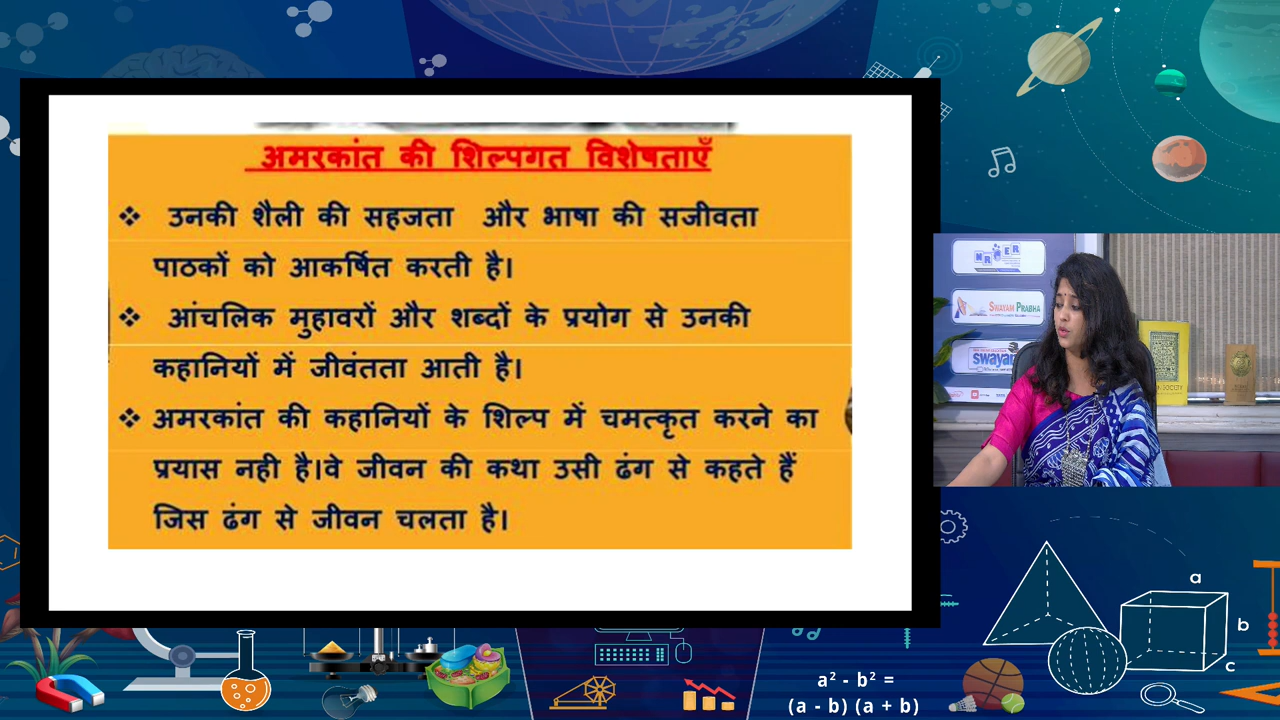 अमरकांत की शिल्पगत विशेषताएँ
❖ उनकी शैली की सहजता और भाषा की सजीवता
पाठकों को आकर्षित करती है।
❖ आंचलिक मुहावरों और शब्दों के प्रयोग से उनकी
कहानियों में जीवंतता आती है।
❖ अमरकांत की कहानियों के शिल्प में चमत्कृत करने का
प्रयास नही है।वे जीवन की कथा उसी ढंग से कहते हैं
जिस ढंग से जीवन चलता है।
SWAYAM PRABHA
swayam
a
b
c
a² - b² =
(a - b) (a + b)